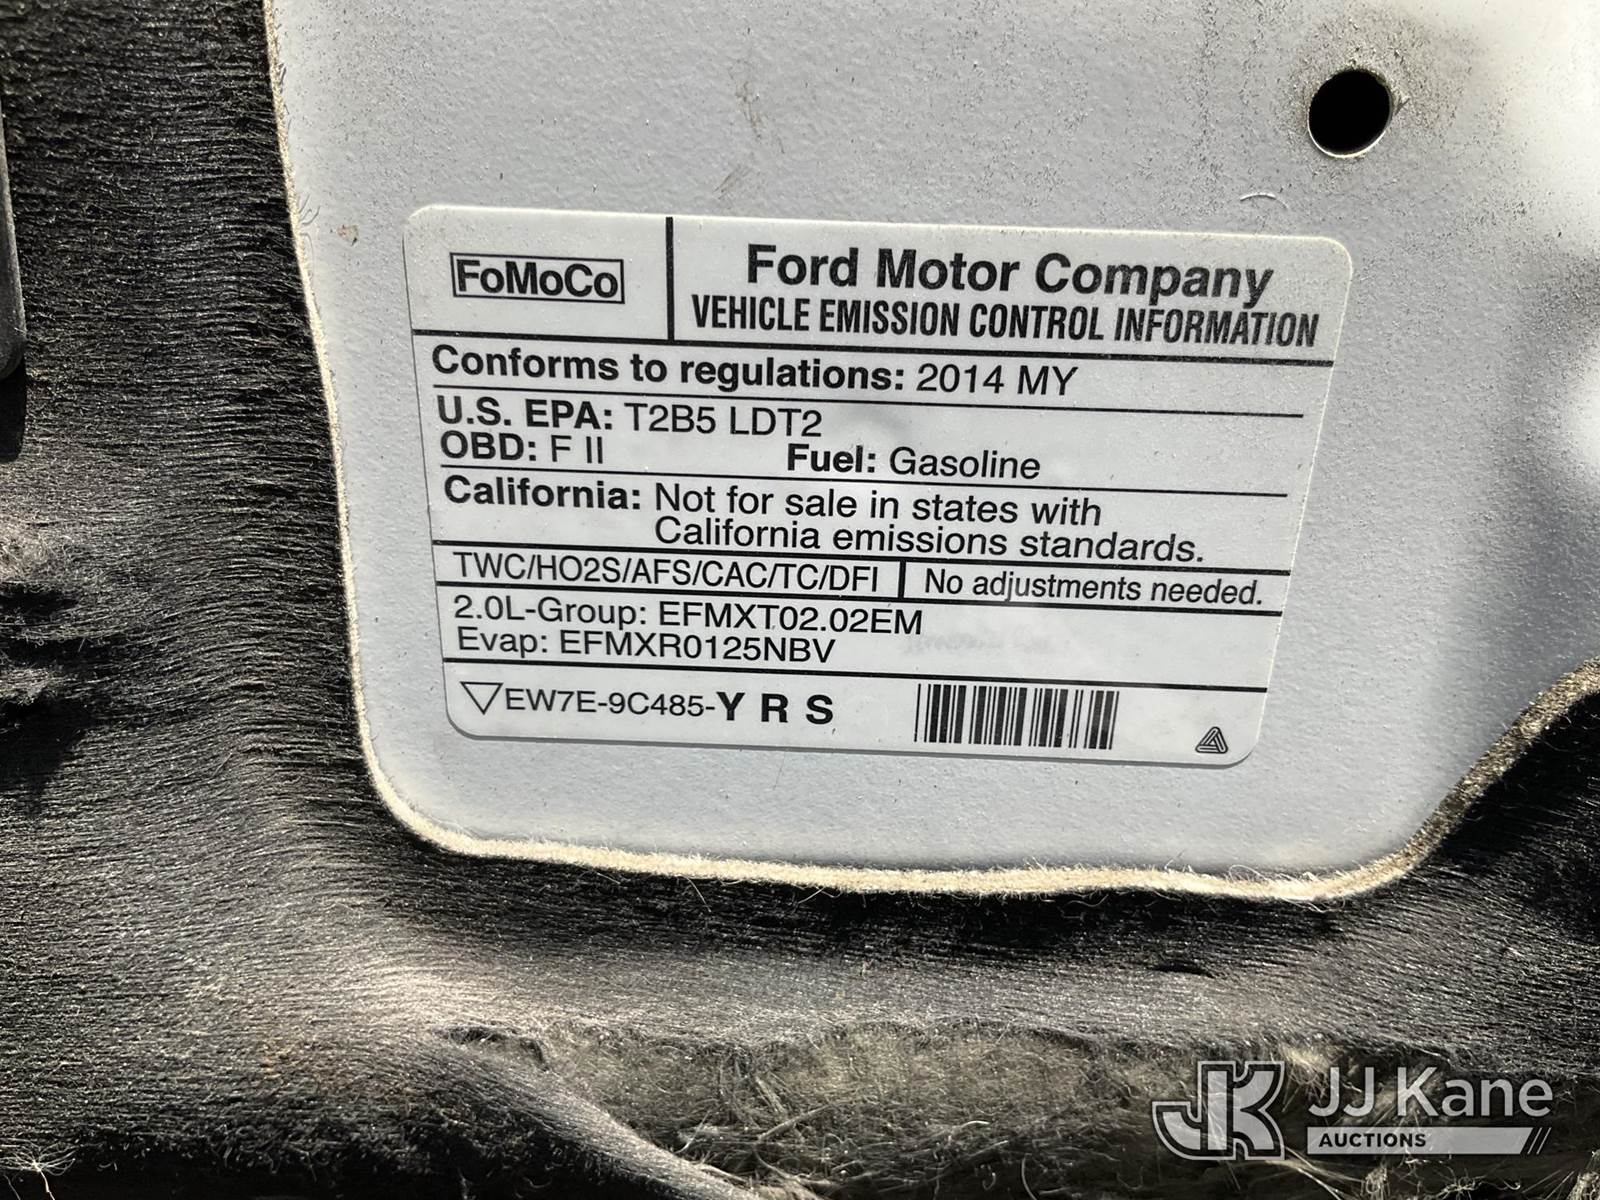 FoMoCo
Ford Motor Company
VEHICLE EMISSION CONTROL INFORMATION
Conforms to regulations: 2014 MY
U.S. EPA: T2B5 LDT2
OBD: F II Fuel: Gasoline
California: Not for sale in states with
California emissions standards.
TWC/HO2S/AFS/CAC/TC/DFI No adjustments needed.
2.0L-Group: EFMXT02.02EM
Evap: EFMXR0125NBV
EW7E-9C485-Y R S
JK JJ Kane
AUCTIONS